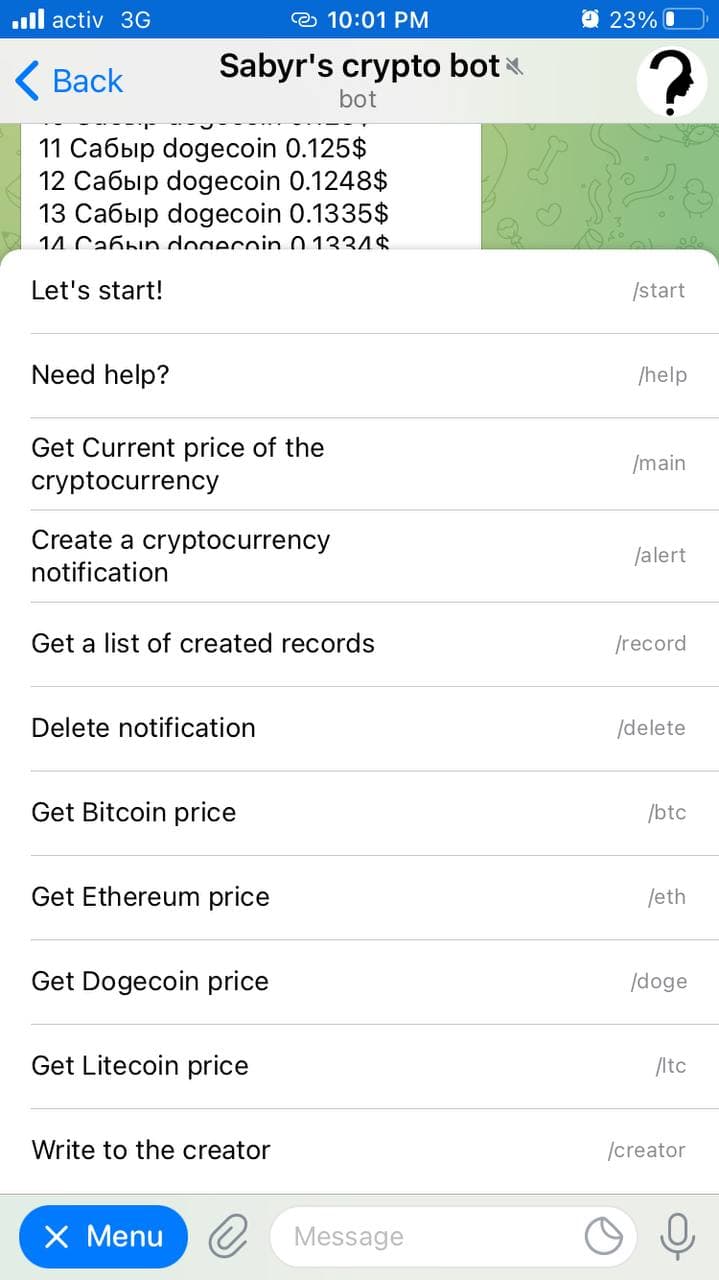 activ 3G 10:01 PM 23%
Back Sabyr's crypto bot
bot
11 Сабыр dogecoin 0.125$
12 Сабыр dogecoin 0.1248$
13 Сабыр dogecoin 0.1335$
14 Сабыр dogecoin 0.1334$
Let's start! /start
Need help? /help
Get Current price of the
cryptocurrency /main
Create a cryptocurrency
notification /alert
Get a list of created records /record
Delete notification /delete
Get Bitcoin price /btc
Get Ethereum price /eth
Get Dogecoin price /doge
Get Litecoin price /ltc
Write to the creator /creator
Menu Message